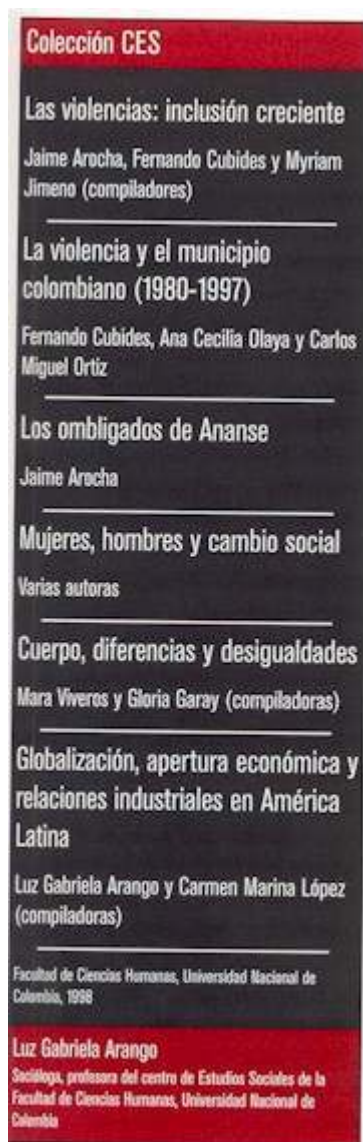 Colección CES
Las violencias: inclusión creciente
Jaime Arocha, Fernando Cubides y Myriam
Jimeno (compiladores)
La violencia y el municipio
colombiano (1980-1997)
Fernando Cubides, Ana Cecilia Olaya y Carlos
Miguel Ortiz
Los ombligados de Ananse
Jaime Arocha
Mujeres, hombres y cambio social
Varias autoras
Cuerpo, diferencias y desigualdades
Mara Viveros y Gloria Garay (compiladoras)
Globalización, apertura económica y
relaciones industriales en América
Latina
Luz Gabriela Arango y Carmen Marina López
(compiladoras)
Facultad de Ciencias Humanas, Universidad Nacional de
Colombia, 1998
Luz Gabriela Arango
Socióloga, profesora del centro de Estudios Sociales de la
Facultad de Ciencias Humanas, Universidad Nacional de
Colombia